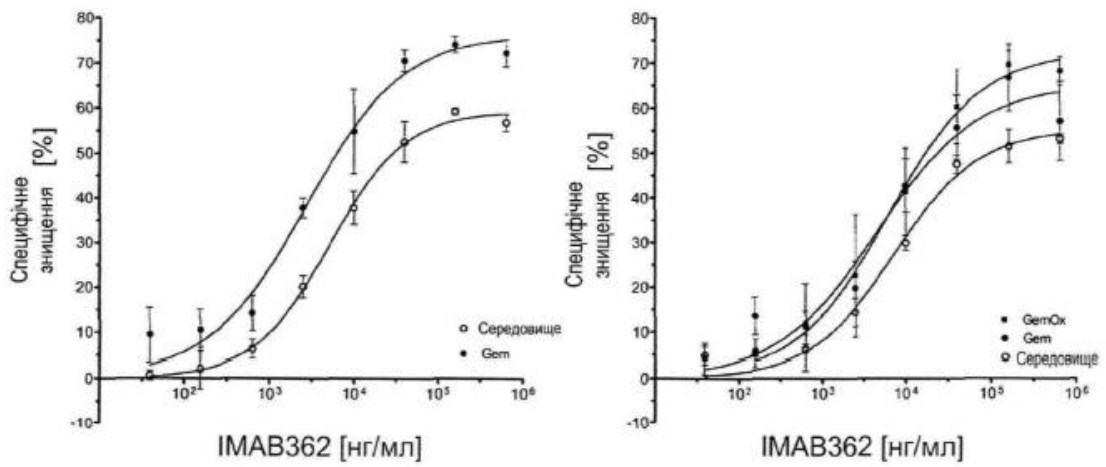 80
70
60
50
40
30
20
10
0
-10
Специфічне
знищення [%]
10²
10³
10⁴
10⁵
10⁶
Середовище
Gem
IMAB362 [нг/мл]
80
70
60
50
40
30
20
10
0
-10
Специфічне
знищення [%]
10²
10³
10⁴
10⁵
10⁶
GemOx
Gem
Середовище
IMAB362 [нг/мл]